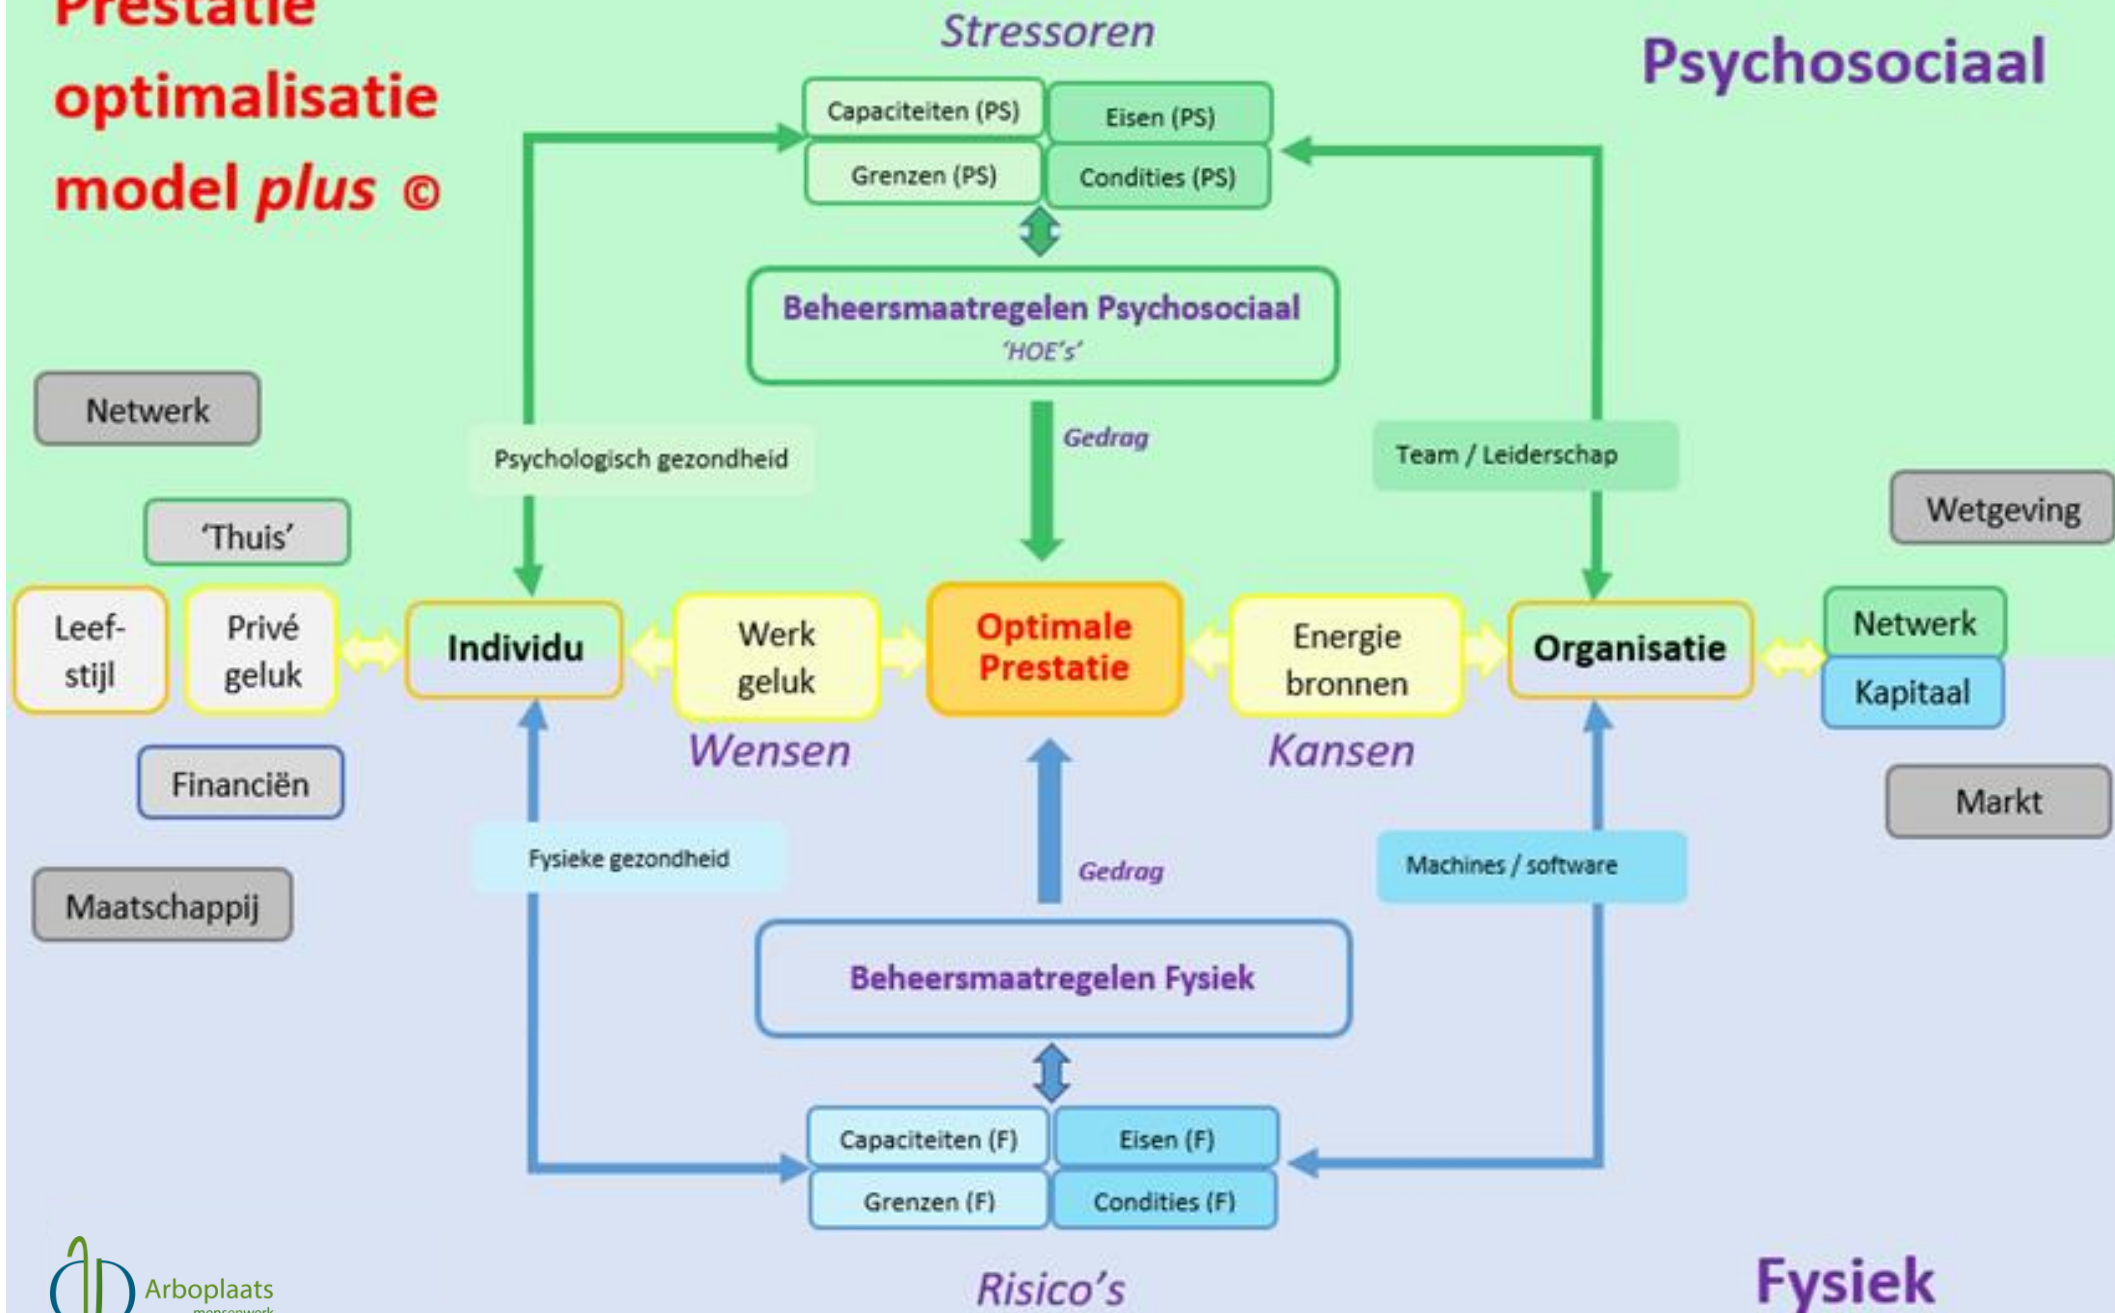 Prestatie
optimalisatie
model plus ©
Stressoren
Psychosociaal
Capaciteiten (PS)
Eisen (PS)
Grenzen (PS)
Condities (PS)
Beheersmaatregelen Psychosociaal
‘HOE’s’
Netwerk
Psychologisch gezondheid
Gedrag
Team / Leiderschap
Wetgeving
‘Thuis’
Leef-
stijl
Privé
geluk
Individu
Werk
geluk
Optimale
Prestatie
Energie
bronnen
Organisatie
Netwerk
Kapitaal
Wensen
Kansen
Financiën
Markt
Fysieke gezondheid
Gedrag
Machines / software
Maatschappij
Beheersmaatregelen Fysiek
Capaciteiten (F)
Eisen (F)
Grenzen (F)
Condities (F)
Risico’s
Fysiek
Arboplaats
mensenwerk